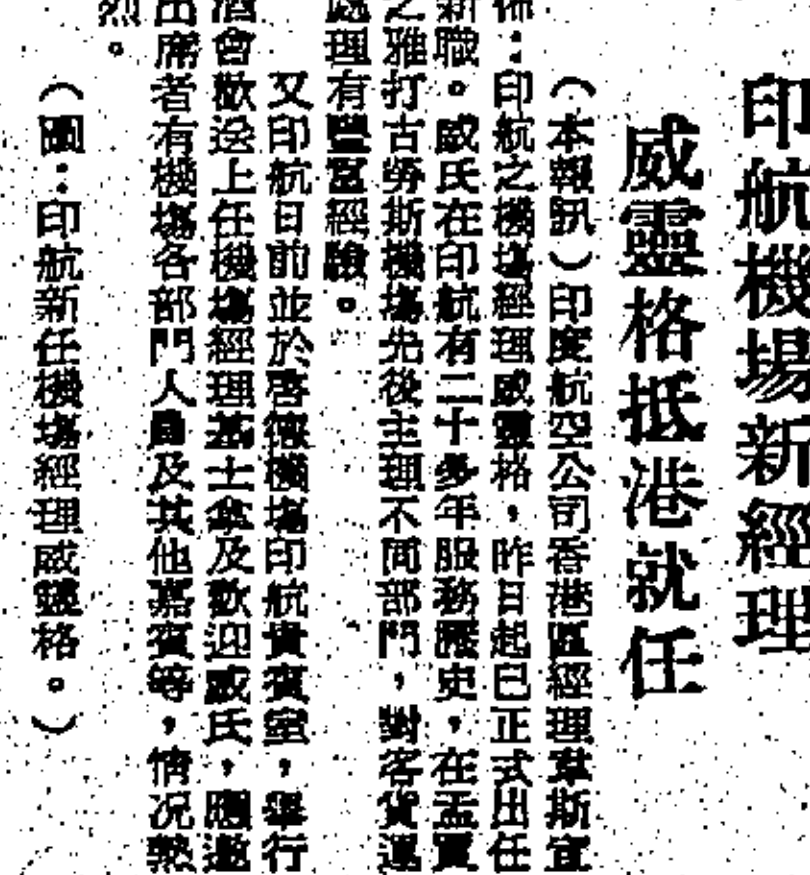 印航機場新經理
威靈格抵港就任
（本報訊）印度航空公司香港區經理韋斯宜
佈：印航之機場經理威靈格，昨日起已正式出任
新職。威氏在印航有二十多年服務歷史，在孟買
之雅打古勞斯機塲先後主理不同部門，對客貨運
處理有豐富經驗。
又印航日前並於啓德機塲印航貴賓室，舉行
酒會歡送上任機塲經理基士拿及歡迎威氏，應邀
出席者有機塲各部門人員及其他嘉賓等，情況熱
烈。
（圖：印航新任機塲經理威靈格。）